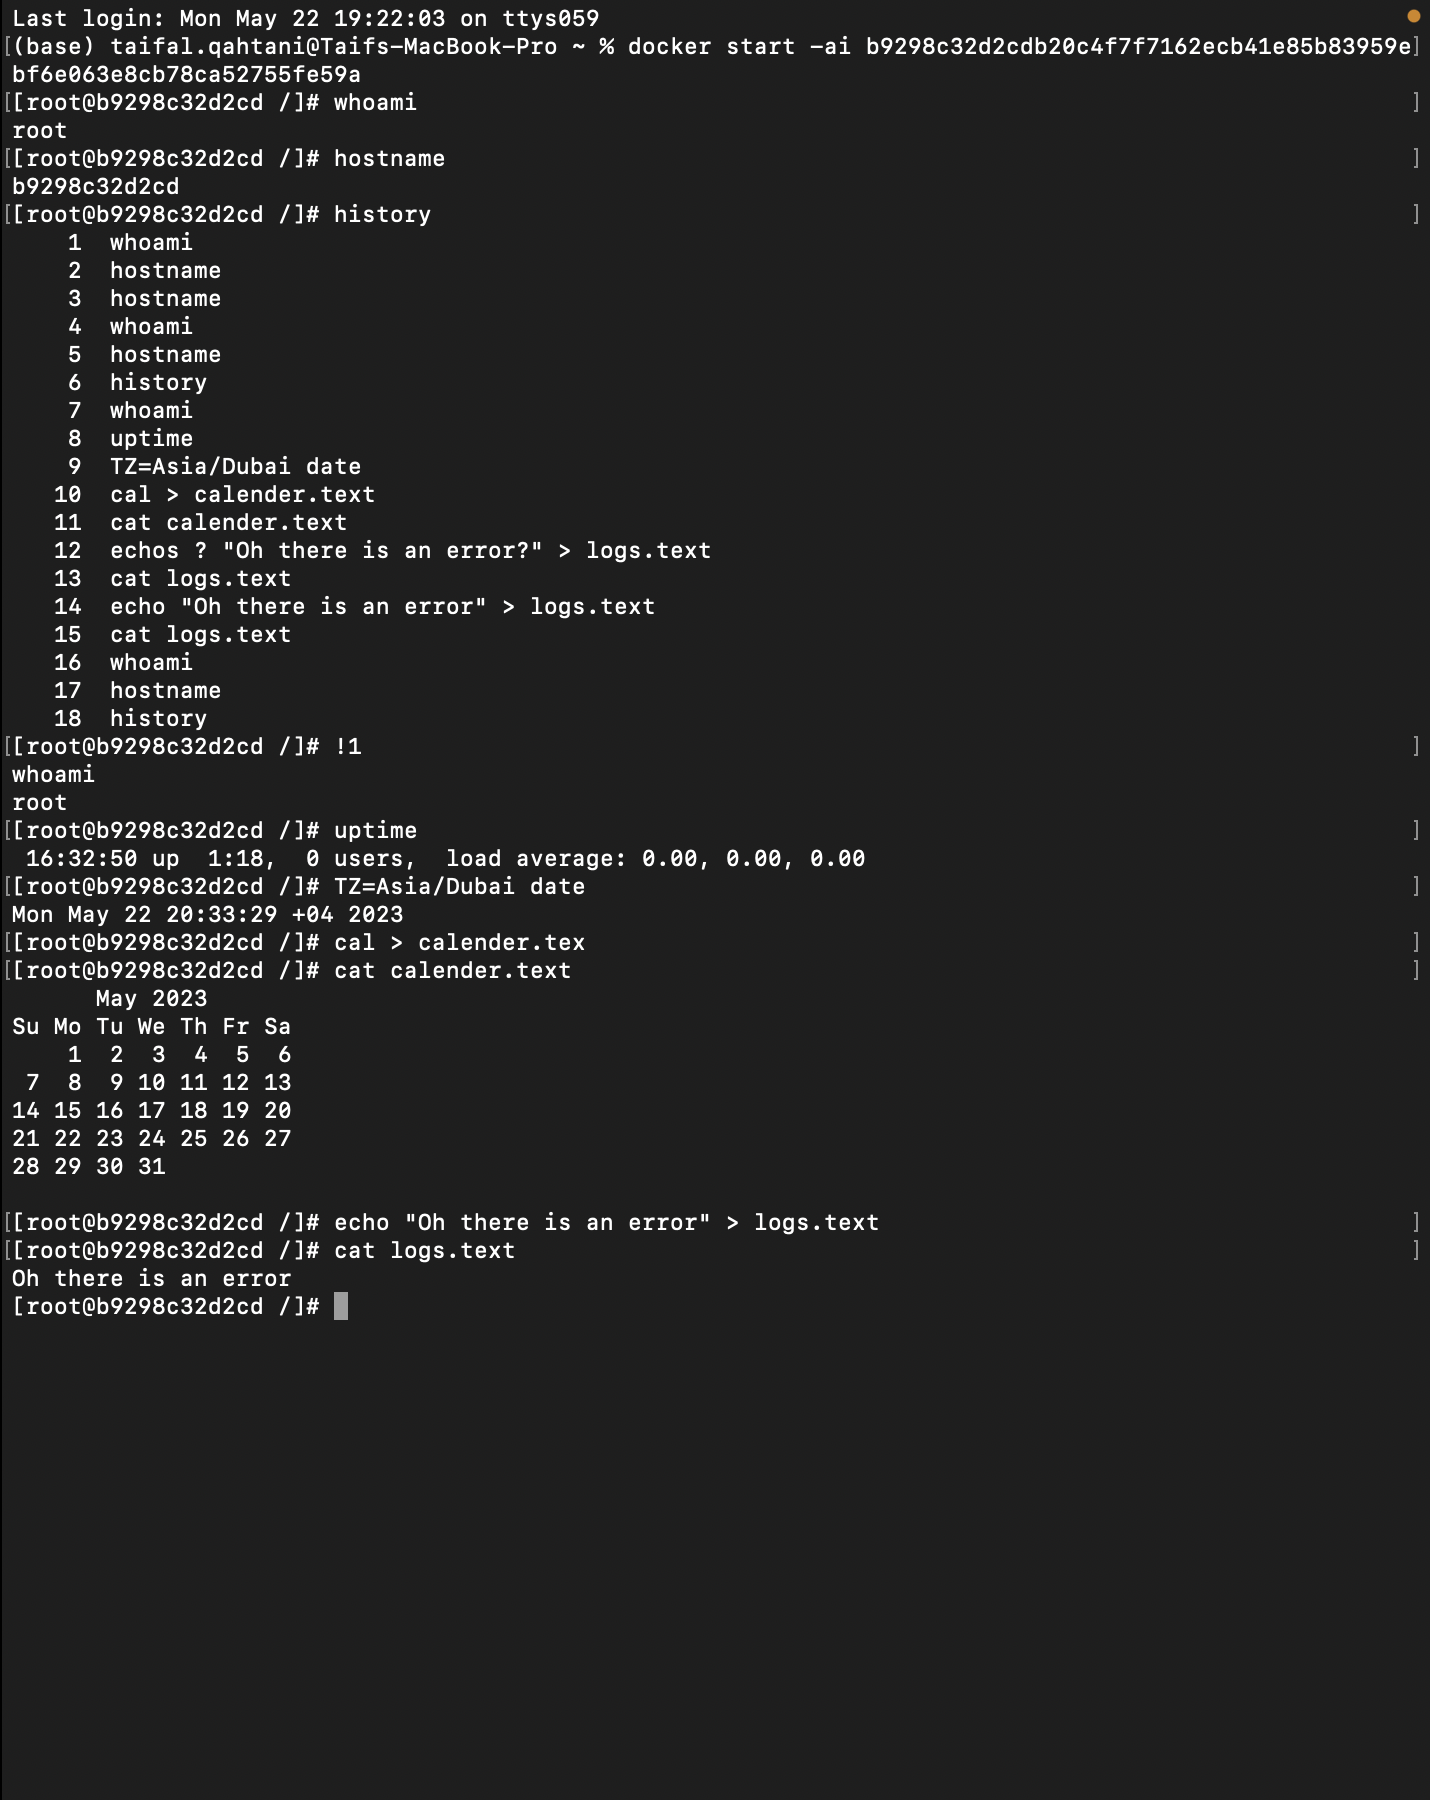 Last login: Mon May 22 19:22:03 on ttys059
[(base) taifal.qahtani@Taifs-MacBook-Pro ~ % docker start -ai b9298c32d2cdb20c4f7f7162ecb41e85b83959e]
bf6e063e8cb78ca52755fe59a
[[root@b9298c32d2cd /]# whoami ]
root
[[root@b9298c32d2cd /]# hostname ]
b9298c32d2cd
[[root@b9298c32d2cd /]# history ]
    1  whoami
    2  hostname
    3  hostname
    4  whoami
    5  hostname
    6  history
    7  whoami
    8  uptime
    9  TZ=Asia/Dubai date
   10  cal > calender.text
   11  cat calender.text
   12  echos ? "Oh there is an error?" > logs.text
   13  cat logs.text
   14  echo "Oh there is an error" > logs.text
   15  cat logs.text
   16  whoami
   17  hostname
   18  history
[[root@b9298c32d2cd /]# !1 ]
whoami
root
[[root@b9298c32d2cd /]# uptime ]
 16:32:50 up  1:18,  0 users,  load average: 0.00, 0.00, 0.00
[[root@b9298c32d2cd /]# TZ=Asia/Dubai date ]
Mon May 22 20:33:29 +04 2023
[[root@b9298c32d2cd /]# cal > calender.tex ]
[[root@b9298c32d2cd /]# cat calender.text ]
      May 2023
Su Mo Tu We Th Fr Sa
    1  2  3  4  5  6
 7  8  9 10 11 12 13
14 15 16 17 18 19 20
21 22 23 24 25 26 27
28 29 30 31
[[root@b9298c32d2cd /]# echo "Oh there is an error" > logs.text ]
[[root@b9298c32d2cd /]# cat logs.text ]
Oh there is an error
[root@b9298c32d2cd /]#